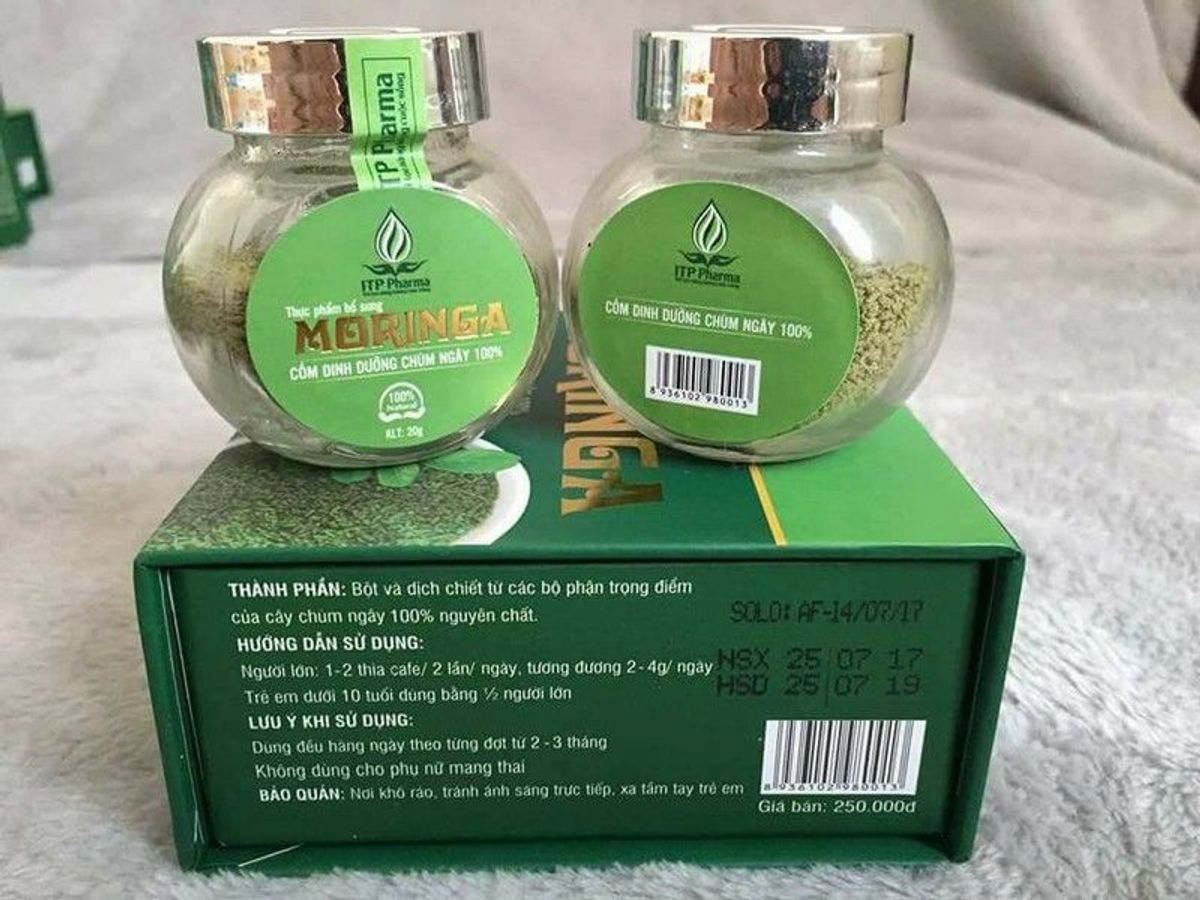 ITP Pharma
ITP Pharma
Thực phẩm bổ sung
MORINGA
CỐM DINH DƯỠNG CHÙM NGÂY 100%
100%
Natural
KLT: 20g
ITP Pharma
CỐM DINH DƯỠNG CHÙM NGÂY 100%
8 936102 980013
THÀNH PHẦN: Bột và dịch chiết từ các bộ phận trọng điểm
của cây chùm ngây 100% nguyên chất.
HƯỚNG DẪN SỬ DỤNG:
Người lớn: 1-2 thìa cafe/ 2 lần/ ngày, tương đương 2-4g/ ngày
Trẻ em dưới 10 tuổi dùng bằng ½ người lớn
LƯU Ý KHI SỬ DỤNG:
Dùng đều hàng ngày theo từng đợt từ 2-3 tháng
Không dùng cho phụ nữ mang thai
BẢO QUẢN: Nơi khô ráo, tránh ánh sáng trực tiếp, xa tầm tay trẻ em
SOLO: AF-14/07/17
NSX 25 07 17
HSD 25 07 19
8 936102 980013
Giá bán: 250.000đ